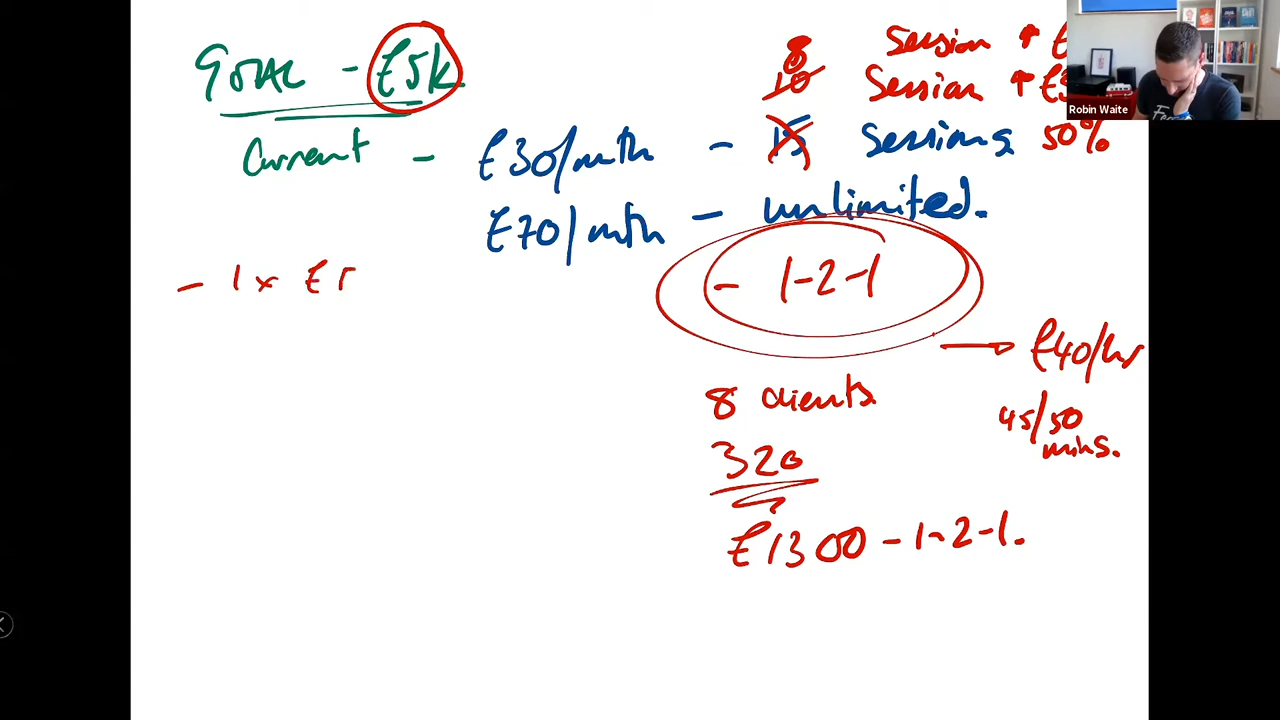 GOAL - £5k
8 Session ↑
10 Session ↑
Current - £30/mth - 15 Sessions 50%
£70/mth - unlimited.
- 1-2-1
- 1 x
→ £40/hr
45/50 mins.
8 clients
320
£1300 - 1-2-1.
Robin Waite